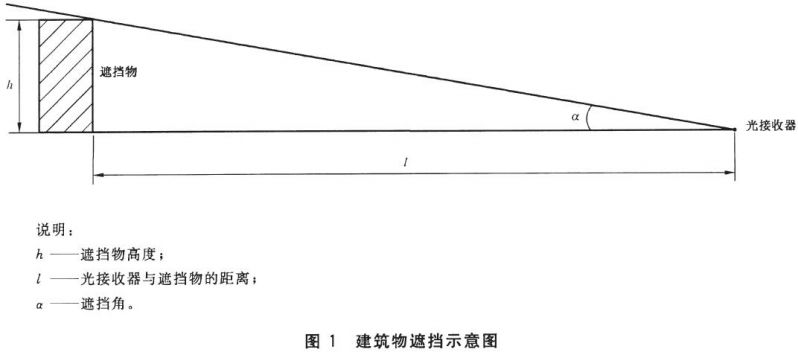 h
遮挡物
α
光接收器
l
说明：
h ——遮挡物高度；
l ——光接收器与遮挡物的距离；
α ——遮挡角。
图 1 建筑物遮挡示意图